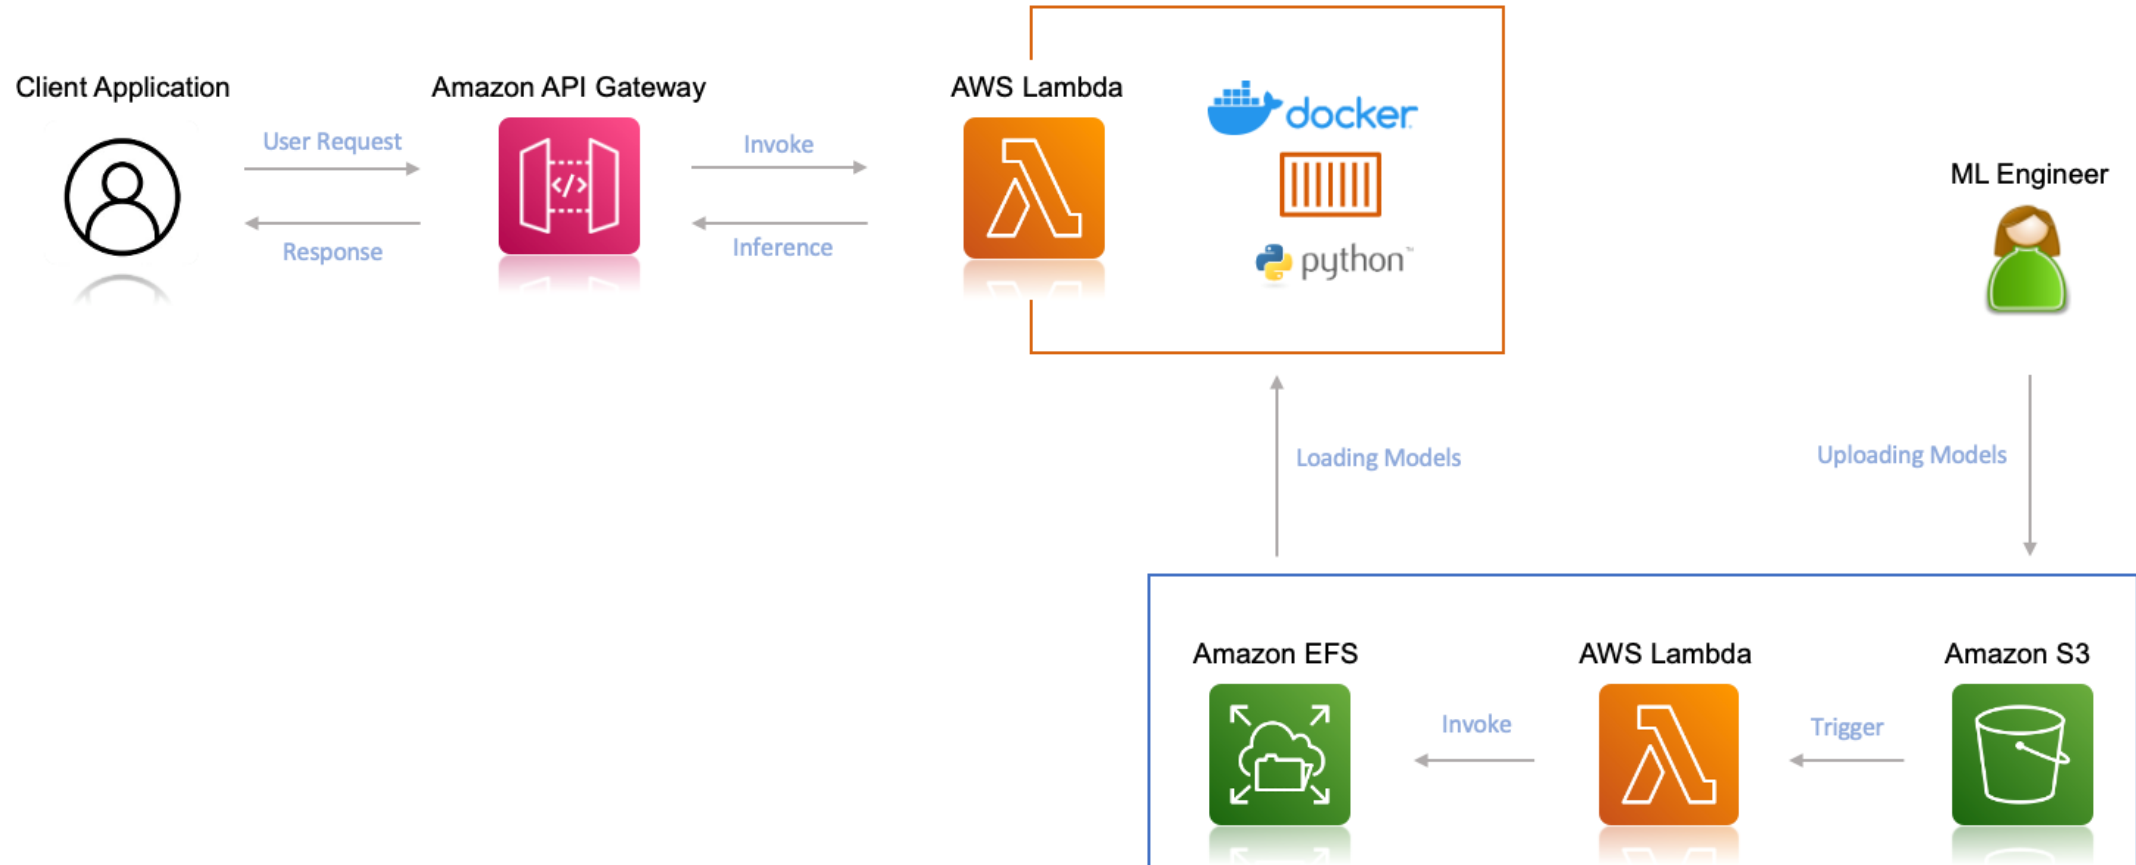 Client Application
Amazon API Gateway
AWS Lambda
docker
User Request
Invoke
</>
Response
Inference
python™
ML Engineer
Loading Models
Uploading Models
Amazon EFS
AWS Lambda
Amazon S3
Invoke
Trigger